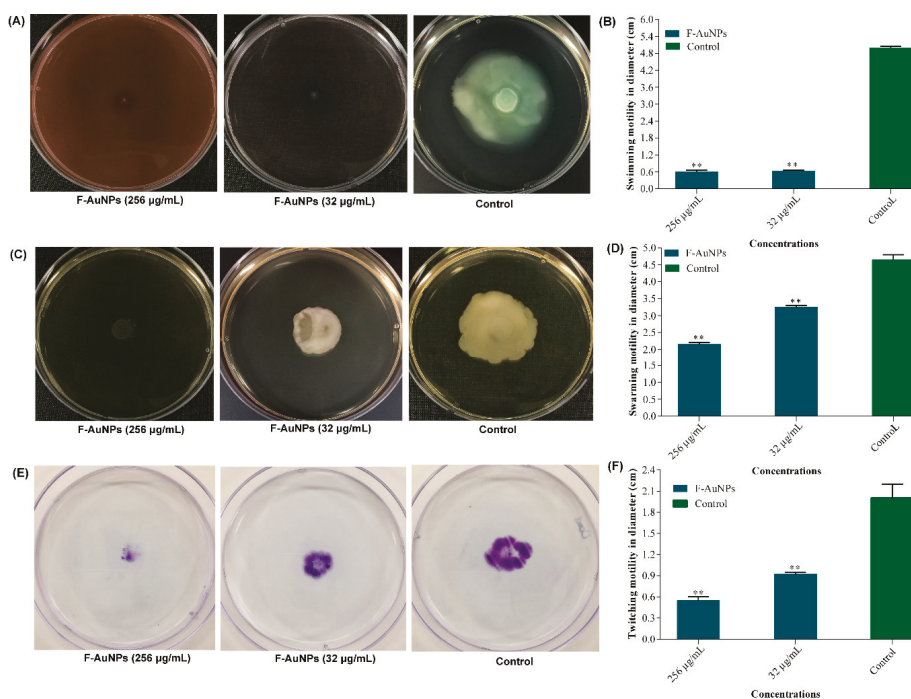 (A)
F-AuNPs (256 µg/mL)
F-AuNPs (32 µg/mL)
Control
(B)
Swimming motility in diameter (cm)
6.0
5.4
4.8
4.2
3.6
3.0
2.4
1.8
1.2
0.6
0.0
F-AuNPs
Control
**
**
256 µg/mL
32 µg/mL
ControL
Concentrations
(C)
F-AuNPs (256 µg/mL)
F-AuNPs (32 µg/mL)
Control
(D)
Swarming motility in diameter (cm)
5.0
4.5
4.0
3.5
3.0
2.5
2.0
1.5
1.0
0.5
0.0
F-AuNPs
Control
**
**
256 µg/mL
32 µg/mL
ControL
Concentrations
(E)
F-AuNPs (256 µg/mL)
F-AuNPs (32 µg/mL)
Control
(F)
Twitching motility in diameter (cm)
2.4
2.1
1.8
1.5
1.2
0.9
0.6
0.3
0.0
F-AuNPs
Control
**
**
256 µg/mL
32 µg/mL
ControL
Concentrations